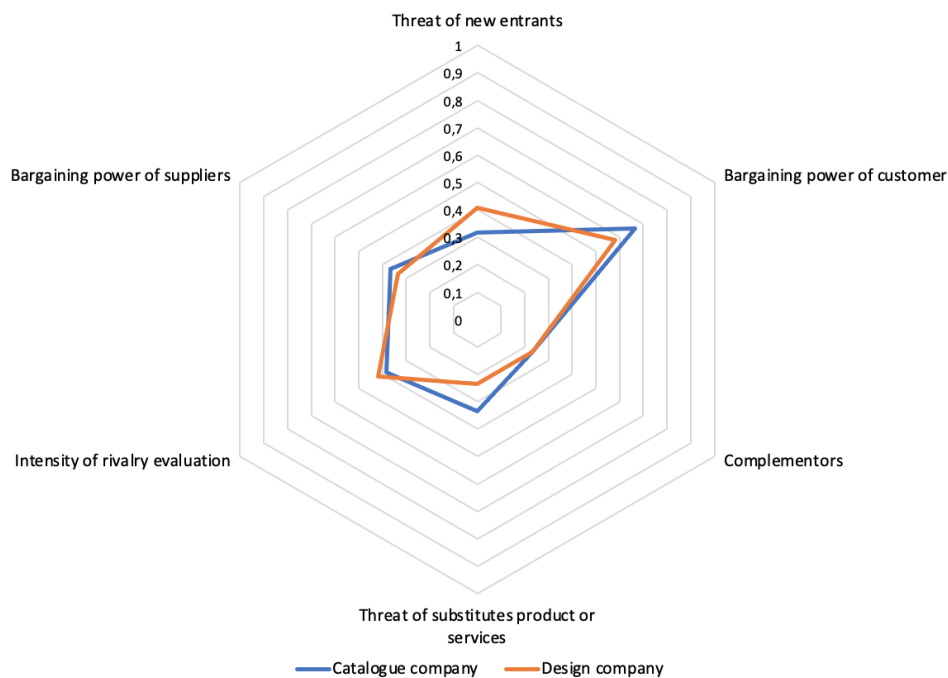 Threat of new entrants
1
0,9
0,8
0,7
0,6
0,5
0,4
0,3
0,2
0,1
0
Bargaining power of suppliers
Bargaining power of customer
Intensity of rivalry evaluation
Complementors
Threat of substitutes product or
services
Catalogue company
Design company